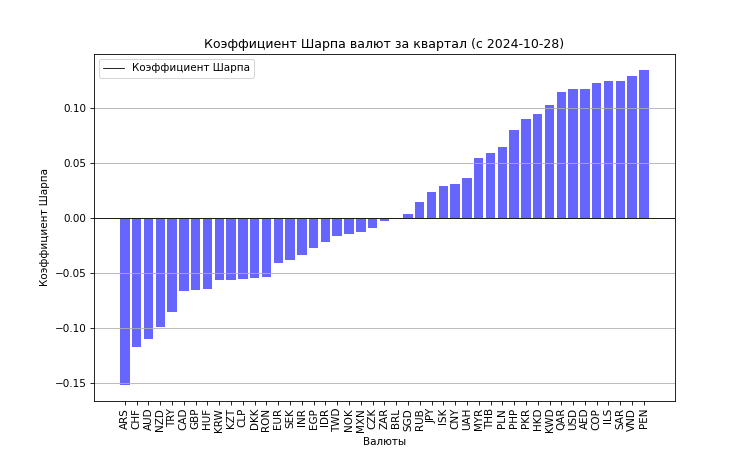 Коэффициент Шарпа валют за квартал (с 2024-10-28)
Коэффициент Шарпа
Коэффициент Шарпа
0.10
0.05
0.00
−0.05
−0.10
−0.15
ARS CHF AUD NZD TRY CAD GBP HUF KRW KZT CLP DKK RON EUR SEK INR EGP IDR TWD NOK MXN CZK ZAR BRL SGD RUB JPY ISK CNY UAH MYR THB PLN PHP PKR HKD KWD QAR USD AED COP ILS SAR VND PEN
Валюты